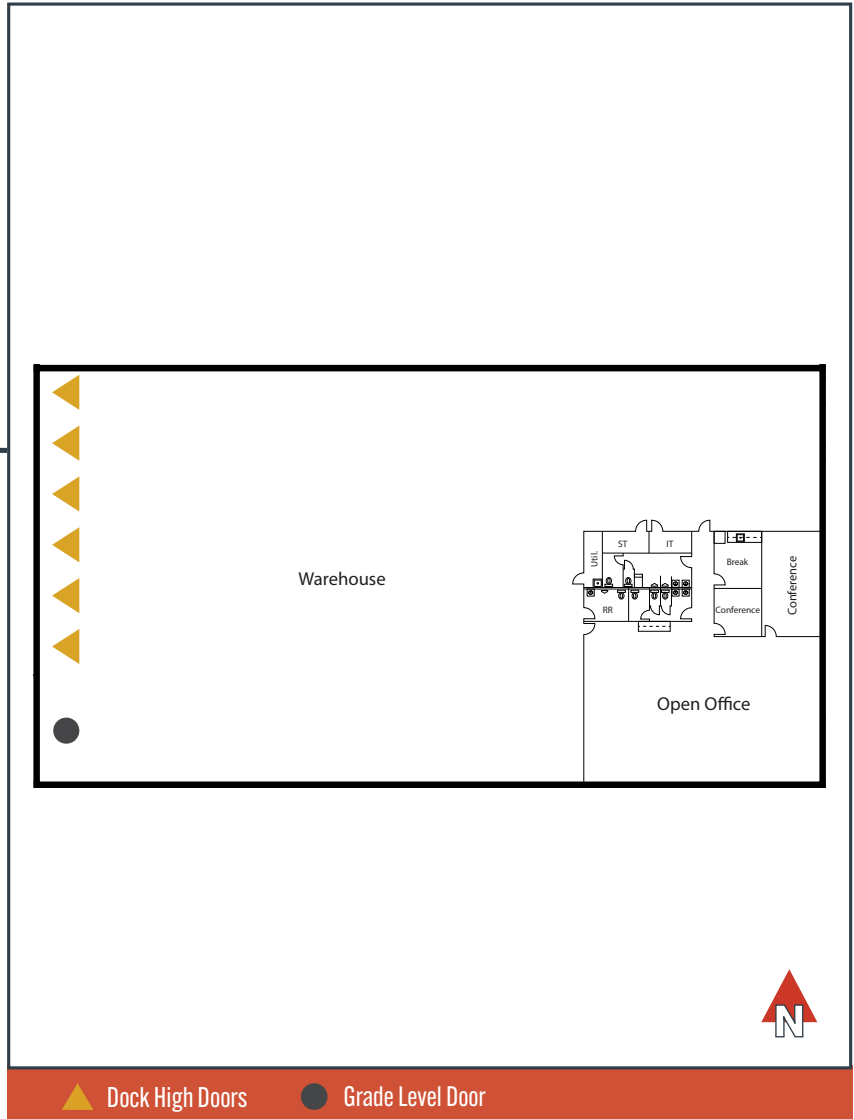 ST
IT
Util.
Break
Conference
Warehouse
RR
Conference
Open Office
N
Dock High Doors
Grade Level Door